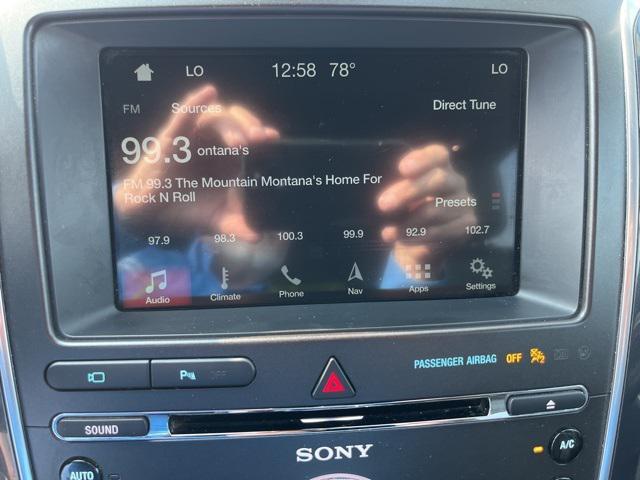 LO 12:58 78° LO
FM Sources Direct Tune
99.3 ontana's
FM 99.3 The Mountain Montana's Home For
Rock N Roll
Presets
97.9 98.3 100.3 99.9 92.9 102.7
Audio Climate Phone Nav Apps Settings
PASSENGER AIRBAG OFF
P OFF
SOUND
SONY
AUTO A/C